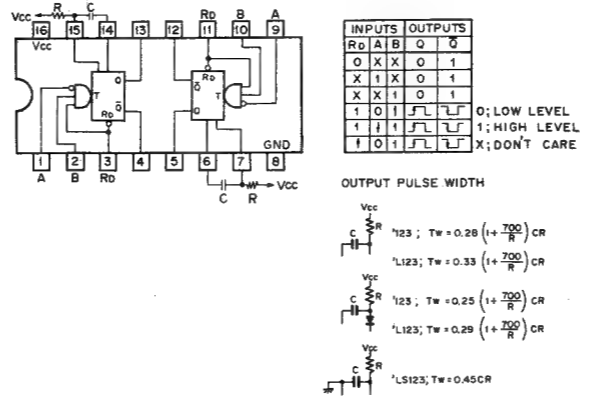 Vcc R C RD B A
16 15 14 13 12 11 10 9
Vcc
Q Q̅ RD
T T
RD Q̅ Q
GND
1 2 3 4 5 6 7 8
A B RD
C R Vcc
INPUTS OUTPUTS
RD A B Q Q̅
0 X X 0 1
X 1 X 0 1
X X 1 0 1
1 0 ↑ 0; LOW LEVEL
1 ↓ 1 1; HIGH LEVEL
↑ 0 1 X; DON'T CARE
OUTPUT PULSE WIDTH
Vcc
C R '123; Tw = 0.28 (1+ 700/R) CR
'L123; Tw = 0.33 (1+ 700/R) CR
Vcc
C R '123; Tw = 0.25 (1+ 700/R) CR
'L123; Tw = 0.29 (1+ 700/R) CR
Vcc
C R 'LS123; Tw = 0.45CR